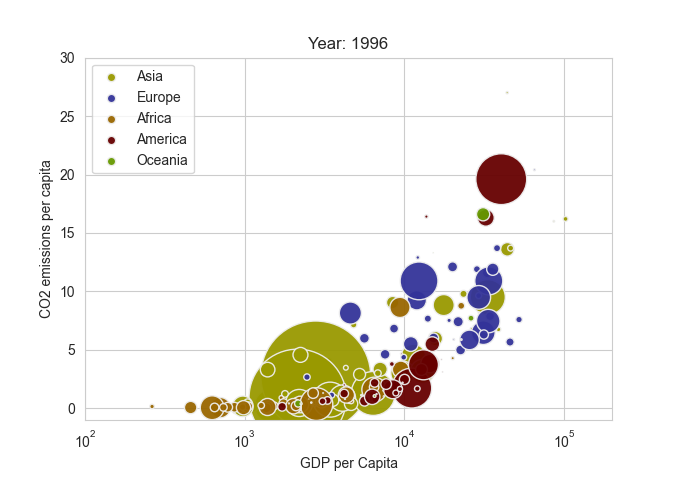 Year: 1996
30
25
20
15
10
5
0
CO2 emissions per capita
Asia
Europe
Africa
America
Oceania
10²
10³
10⁴
10⁵
GDP per Capita